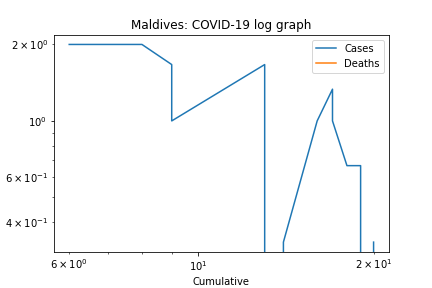 Maldives: COVID-19 log graph
2 × 10⁰
10⁰
6 × 10⁻¹
4 × 10⁻¹
Cases
Deaths
6 × 10⁰
10¹
2 × 10¹
Cumulative